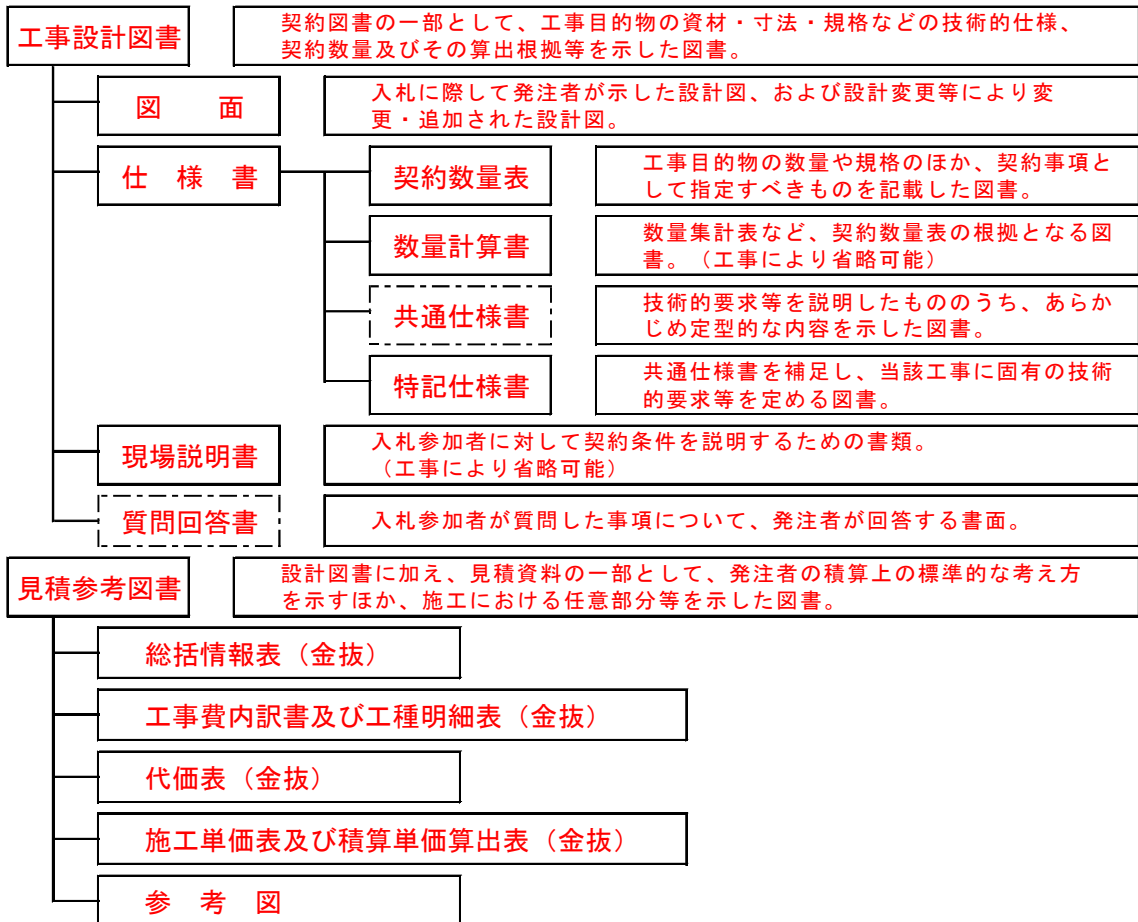 工事設計図書
契約図書の一部として、工事目的物の資材・寸法・規格などの技術的仕様、
契約数量及びその算出根拠等を示した図書。
図　　面
入札に際して発注者が示した設計図、および設計変更等により変
更・追加された設計図。
仕　様　書
契約数量表
工事目的物の数量や規格のほか、契約事項と
して指定すべきものを記載した図書。
数量計算書
数量集計表など、契約数量表の根拠となる図
書。（工事により省略可能）
共通仕様書
技術的要求等を説明したもののうち、あらか
じめ定型的な内容を示した図書。
特記仕様書
共通仕様書を補足し、当該工事に固有の技術
的要求等を定める図書。
現場説明書
入札参加者に対して契約条件を説明するための書類。
（工事により省略可能）
質問回答書
入札参加者が質問した事項について、発注者が回答する書面。
見積参考図書
設計図書に加え、見積資料の一部として、発注者の積算上の標準的な考え方
を示すほか、施工における任意部分等を示した図書。
総括情報表（金抜）
工事費内訳書及び工種明細表（金抜）
代価表（金抜）
施工単価表及び積算単価算出表（金抜）
参　考　図